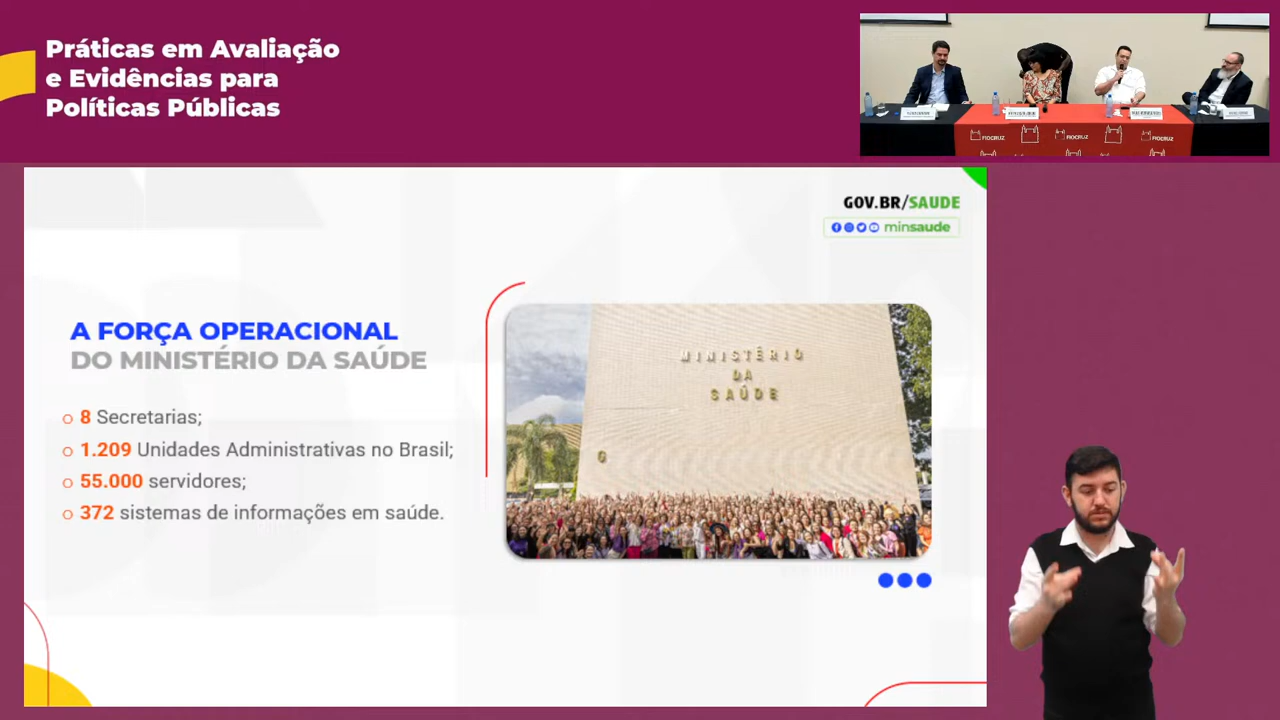 Práticas em Avaliação
e Evidências para
Políticas Públicas
FIOCRUZ
FIOCRUZ
GOV.BR/SAUDE
minsaude
A FORÇA OPERACIONAL
DO MINISTÉRIO DA SAÚDE
8 Secretarias;
1.209 Unidades Administrativas no Brasil;
55.000 servidores;
372 sistemas de informações em saúde.
MINISTÉRIO
DA
SAÚDE
G